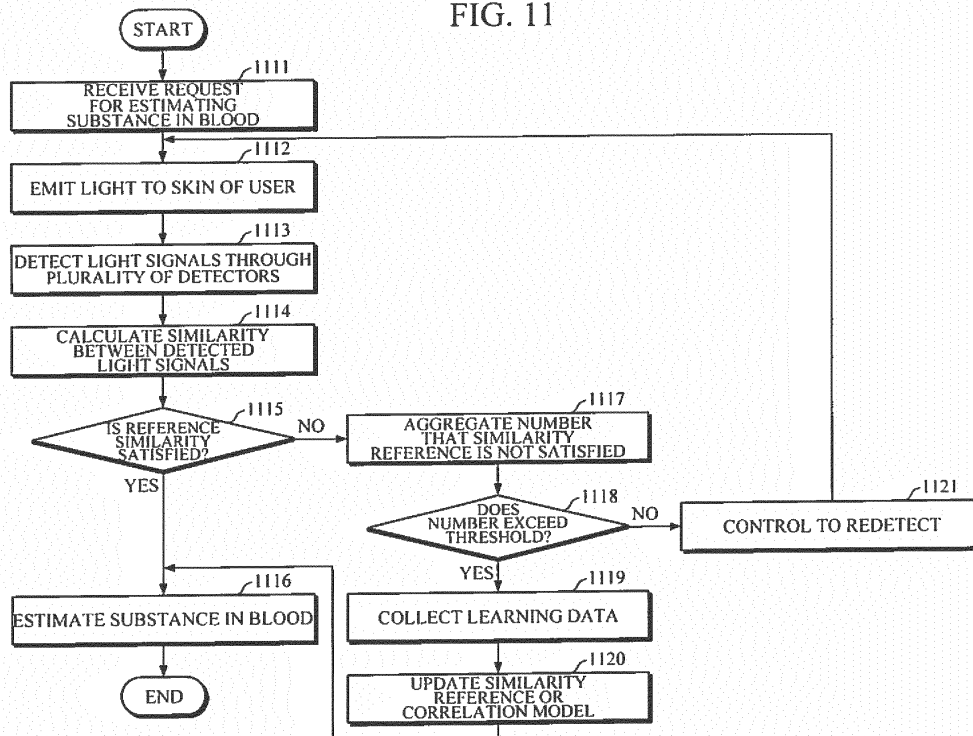 FIG. 11
START
1111
RECEIVE REQUEST
FOR ESTIMATING
SUBSTANCE IN BLOOD
1112
EMIT LIGHT TO SKIN OF USER
1113
DETECT LIGHT SIGNALS THROUGH
PLURALITY OF DETECTORS
1114
CALCULATE SIMILARITY
BETWEEN DETECTED
LIGHT SIGNALS
1115
IS REFERENCE
SIMILARITY
SATISFIED?
NO
YES
1117
AGGREGATE NUMBER
THAT SIMILARITY
REFERENCE IS NOT SATISFIED
1118
DOES
NUMBER EXCEED
THRESHOLD?
NO
YES
1121
CONTROL TO REDETECT
1116
ESTIMATE SUBSTANCE IN BLOOD
END
1119
COLLECT LEARNING DATA
1120
UPDATE SIMILARITY
REFERENCE OR
CORRELATION MODEL